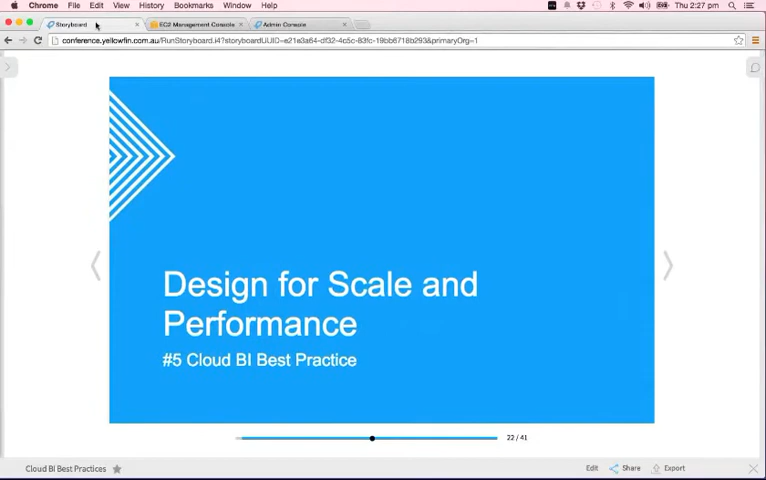 Chrome File Edit View History Bookmarks Window Help Thu 2:27 pm
Storyboard EC2 Management Console Admin Console
conference.yellowfin.com.au/RunStoryboard.i4?storyboardUUID=e21e3a64-df32-4c5c-83fc-19bb6718b293&primaryOrg=1
Design for Scale and
Performance
#5 Cloud BI Best Practice
22 / 41
Cloud BI Best Practices Edit Share Export